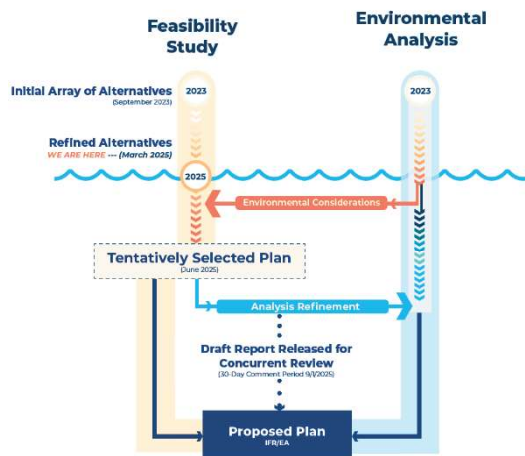 Feasibility
Study
Environmental
Analysis
Initial Array of Alternatives
(September 2023)
2023
2023
Refined Alternatives
WE ARE HERE --- (March 2025)
2025
Environmental Considerations
Tentatively Selected Plan
(June 2025)
Analysis Refinement
Draft Report Released for
Concurrent Review
(30-Day Comment Period 9/1/2025)
Proposed Plan
IFR/EA